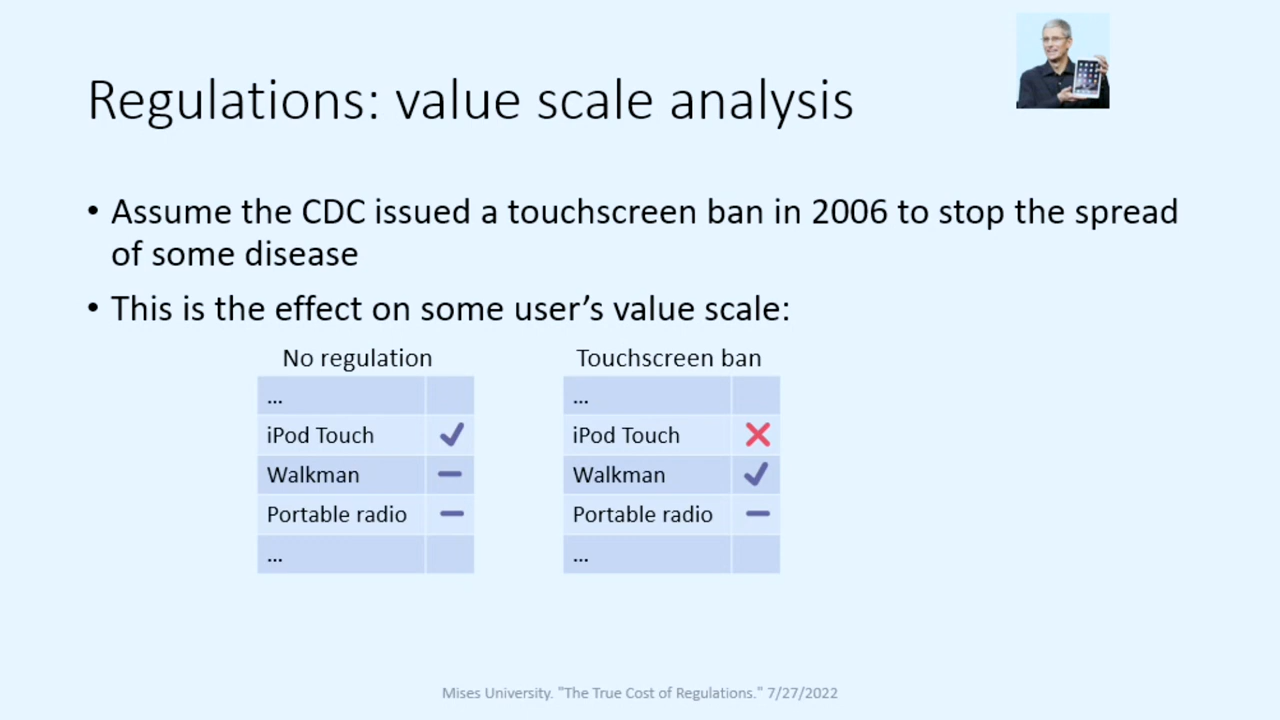 Regulations: value scale analysis
• Assume the CDC issued a touchscreen ban in 2006 to stop the spread
of some disease
• This is the effect on some user’s value scale:
No regulation
...
iPod Touch
Walkman
Portable radio
...
Touchscreen ban
...
iPod Touch
Walkman
Portable radio
...
Mises University. "The True Cost of Regulations." 7/27/2022